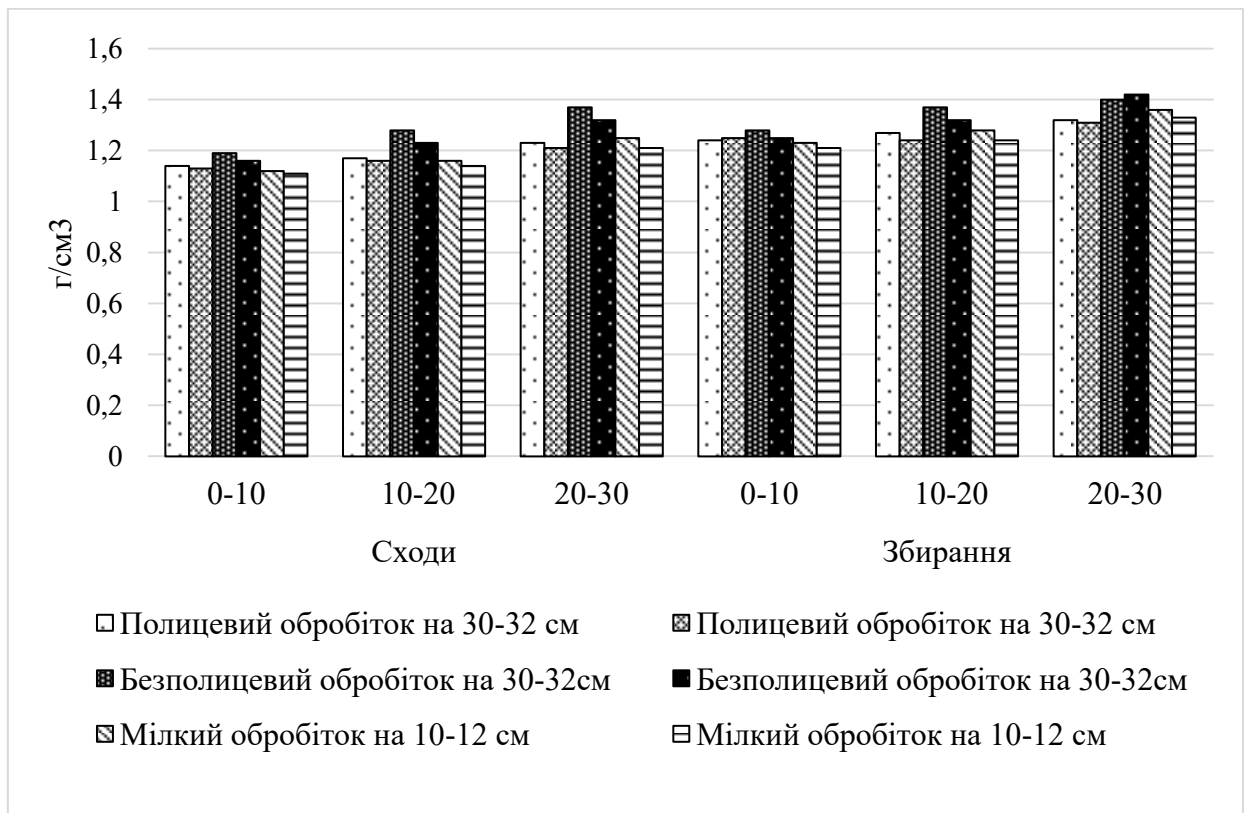 1,6
1,4
1,2
1
0,8
0,6
0,4
0,2
0
г/см3
0-10 10-20 20-30 0-10 10-20 20-30
Сходи Збирання
Полицевий обробіток на 30-32 см Полицевий обробіток на 30-32 см
Безполицевий обробіток на 30-32см Безполицевий обробіток на 30-32см
Мілкий обробіток на 10-12 см Мілкий обробіток на 10-12 см